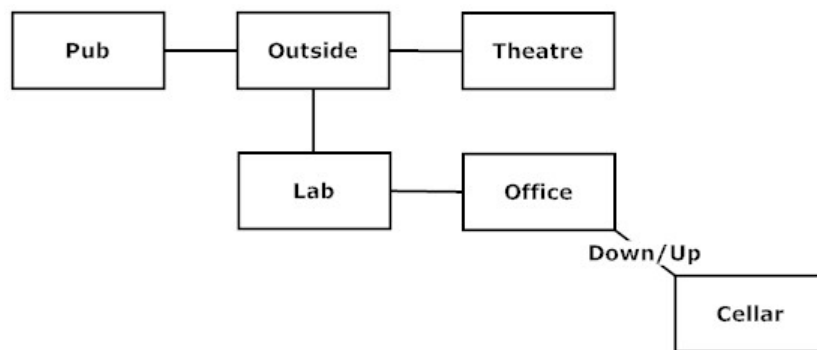 Pub
Outside
Theatre
Lab
Office
Down/Up
Cellar